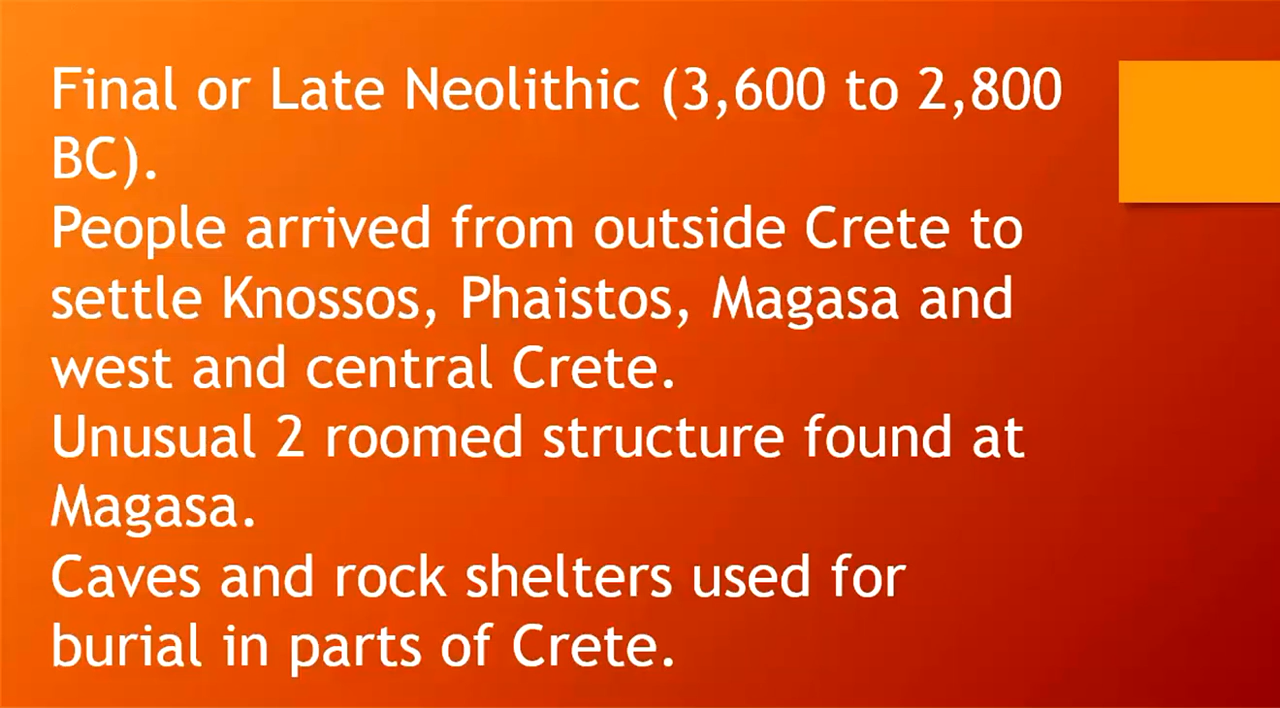 Final or Late Neolithic (3,600 to 2,800
BC).
People arrived from outside Crete to
settle Knossos, Phaistos, Magasa and
west and central Crete.
Unusual 2 roomed structure found at
Magasa.
Caves and rock shelters used for
burial in parts of Crete.